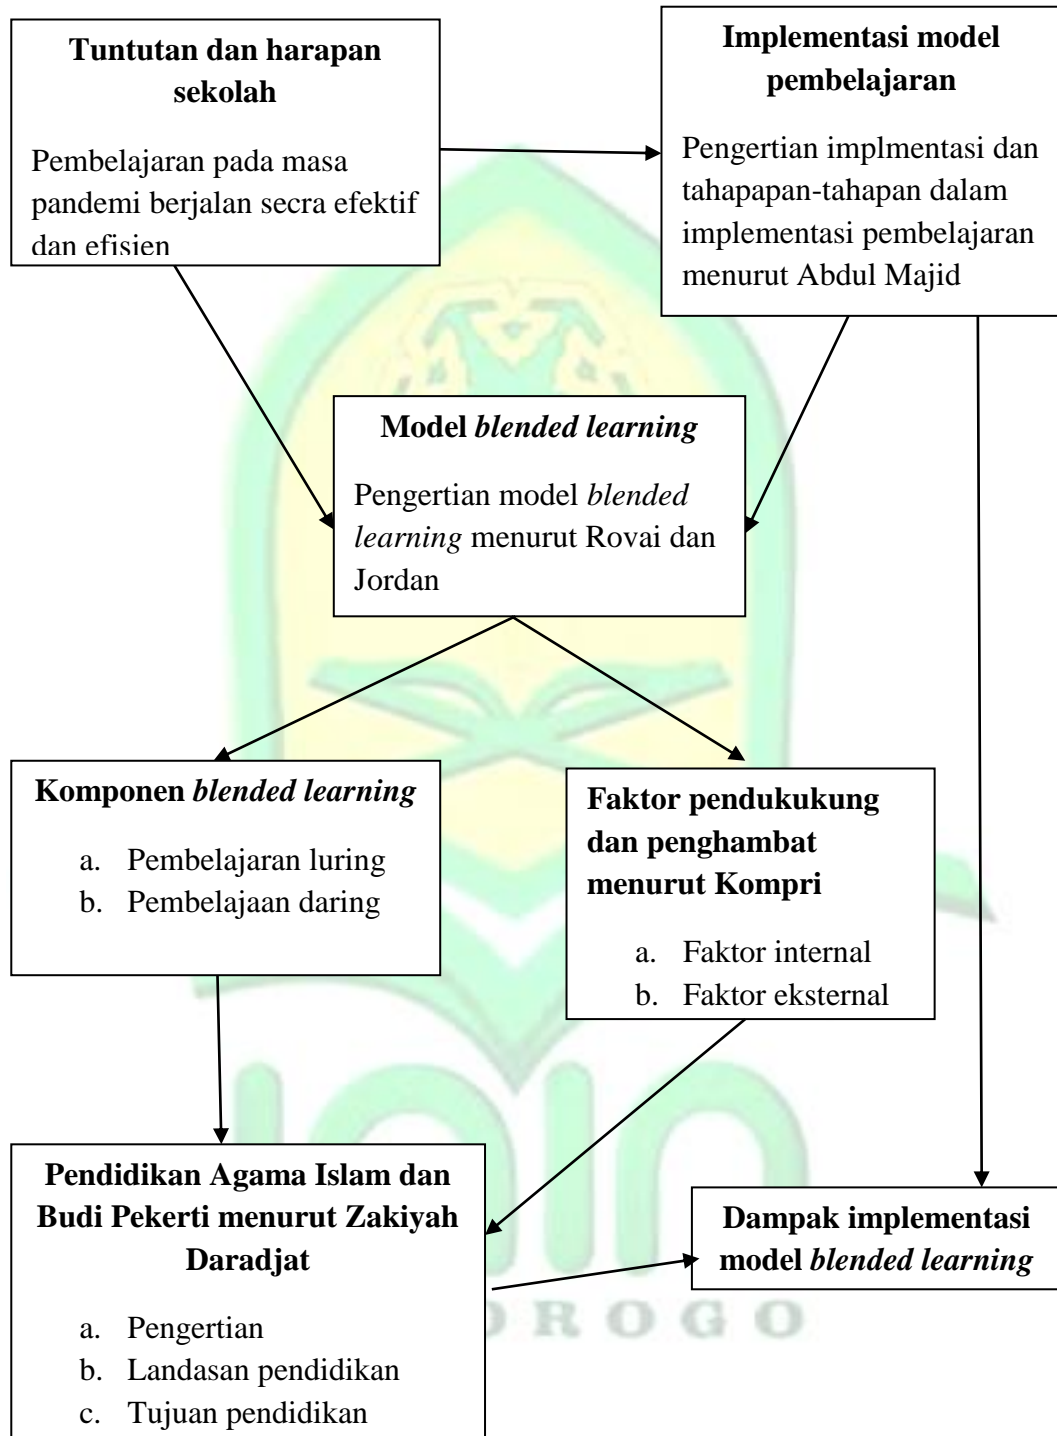 Tuntutan dan harapan
sekolah
Pembelajaran pada masa
pandemi berjalan secra efektif
dan efisien
Implementasi model
pembelajaran
Pengertian implmentasi dan
tahapapan-tahapan dalam
implementasi pembelajaran
menurut Abdul Majid
Model blended learning
Pengertian model blended
learning menurut Rovai dan
Jordan
Komponen blended learning
a. Pembelajaran luring
b. Pembelajaan daring
Faktor pendukukung
dan penghambat
menurut Kompri
a. Faktor internal
b. Faktor eksternal
Pendidikan Agama Islam dan
Budi Pekerti menurut Zakiyah
Daradjat
a. Pengertian
b. Landasan pendidikan
c. Tujuan pendidikan
Dampak implementasi
model blended learning
OROGO